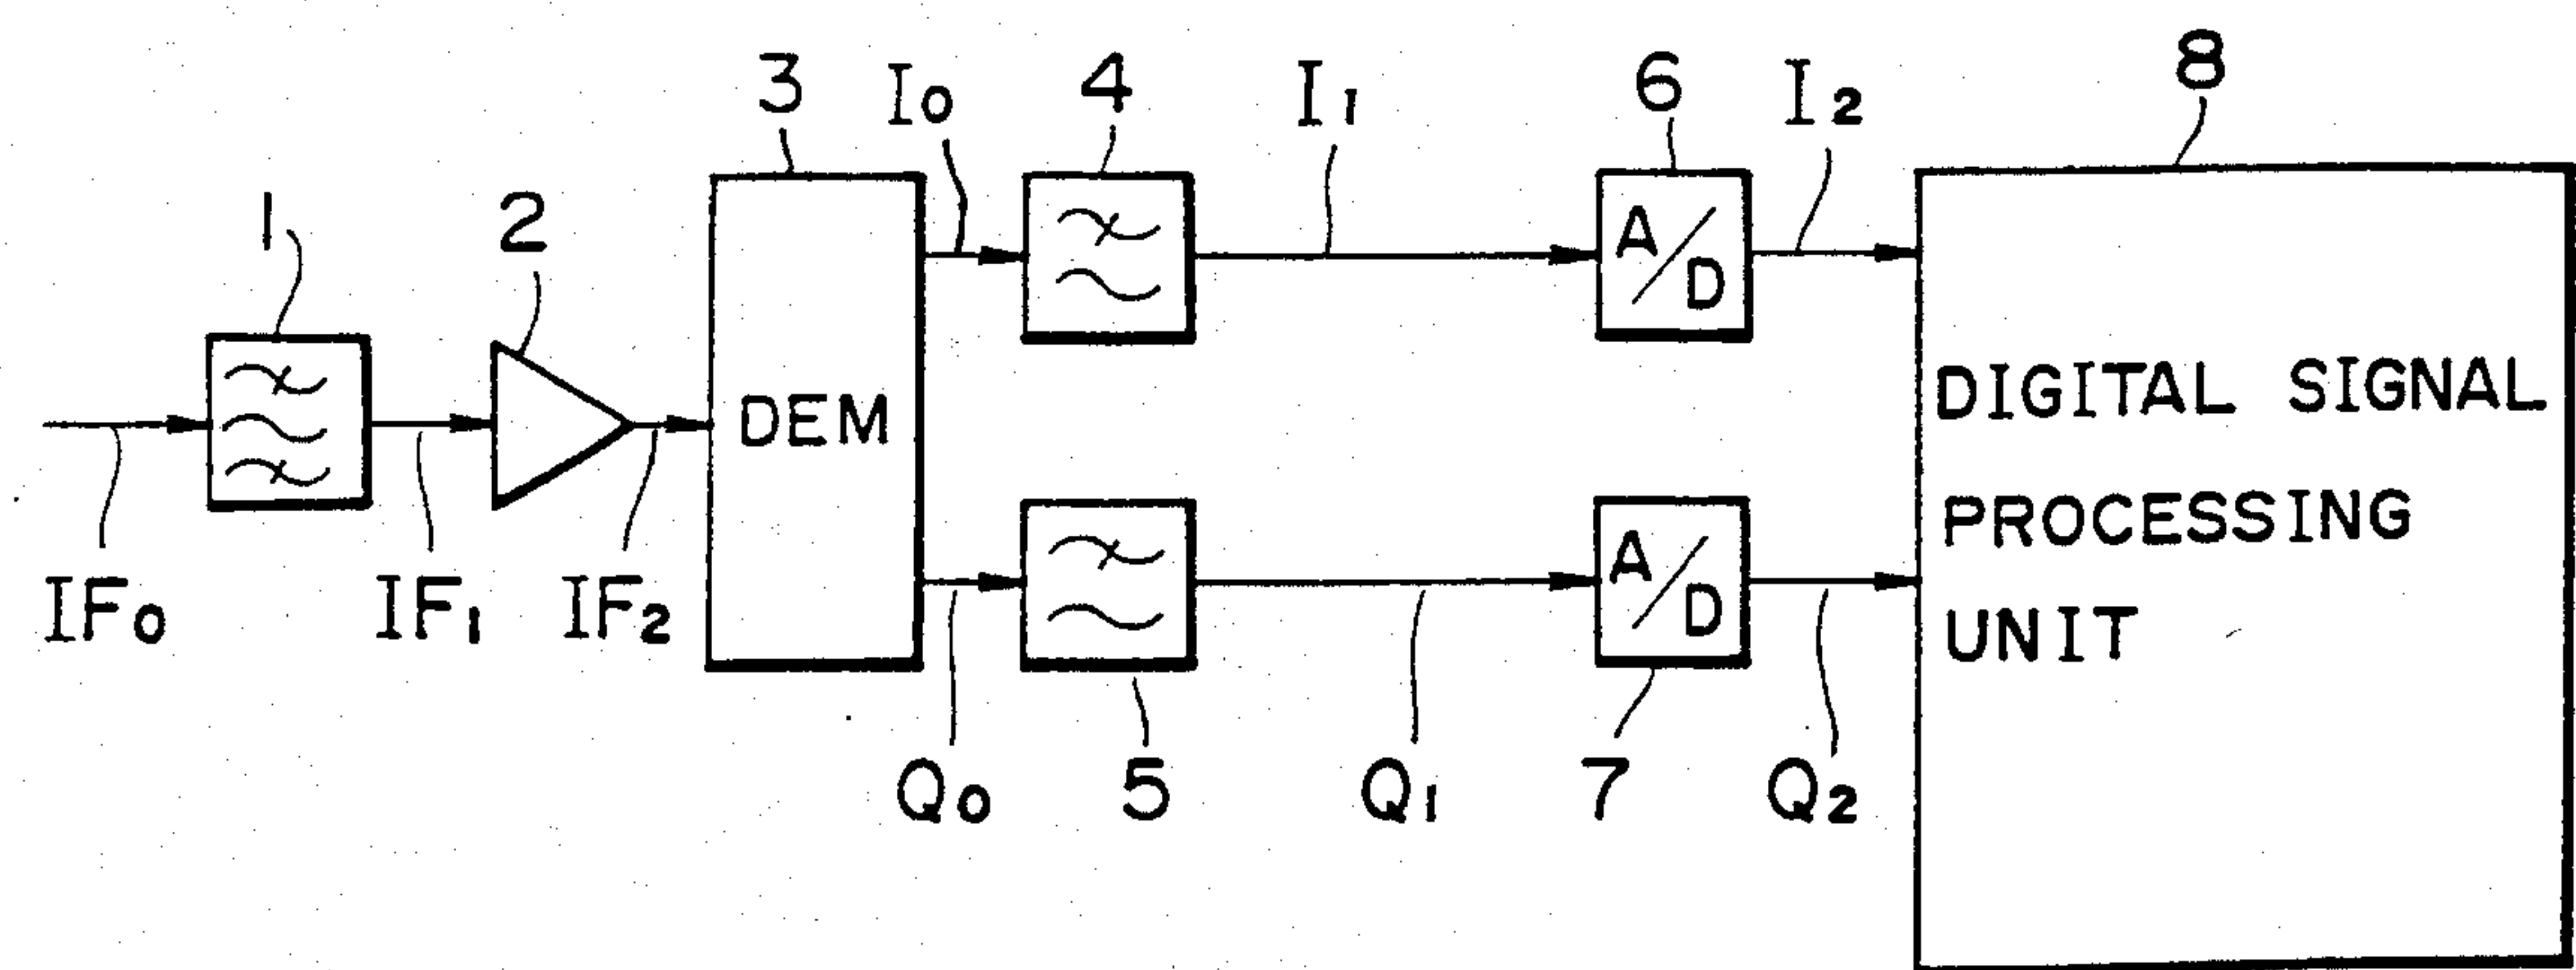 8
3
I0
4
I1
6
I2
1
2
A/D
DEM
DIGITAL SIGNAL
PROCESSING
UNIT
A/D
IF0
IF1
IF2
Q0
5
Q1
7
Q2